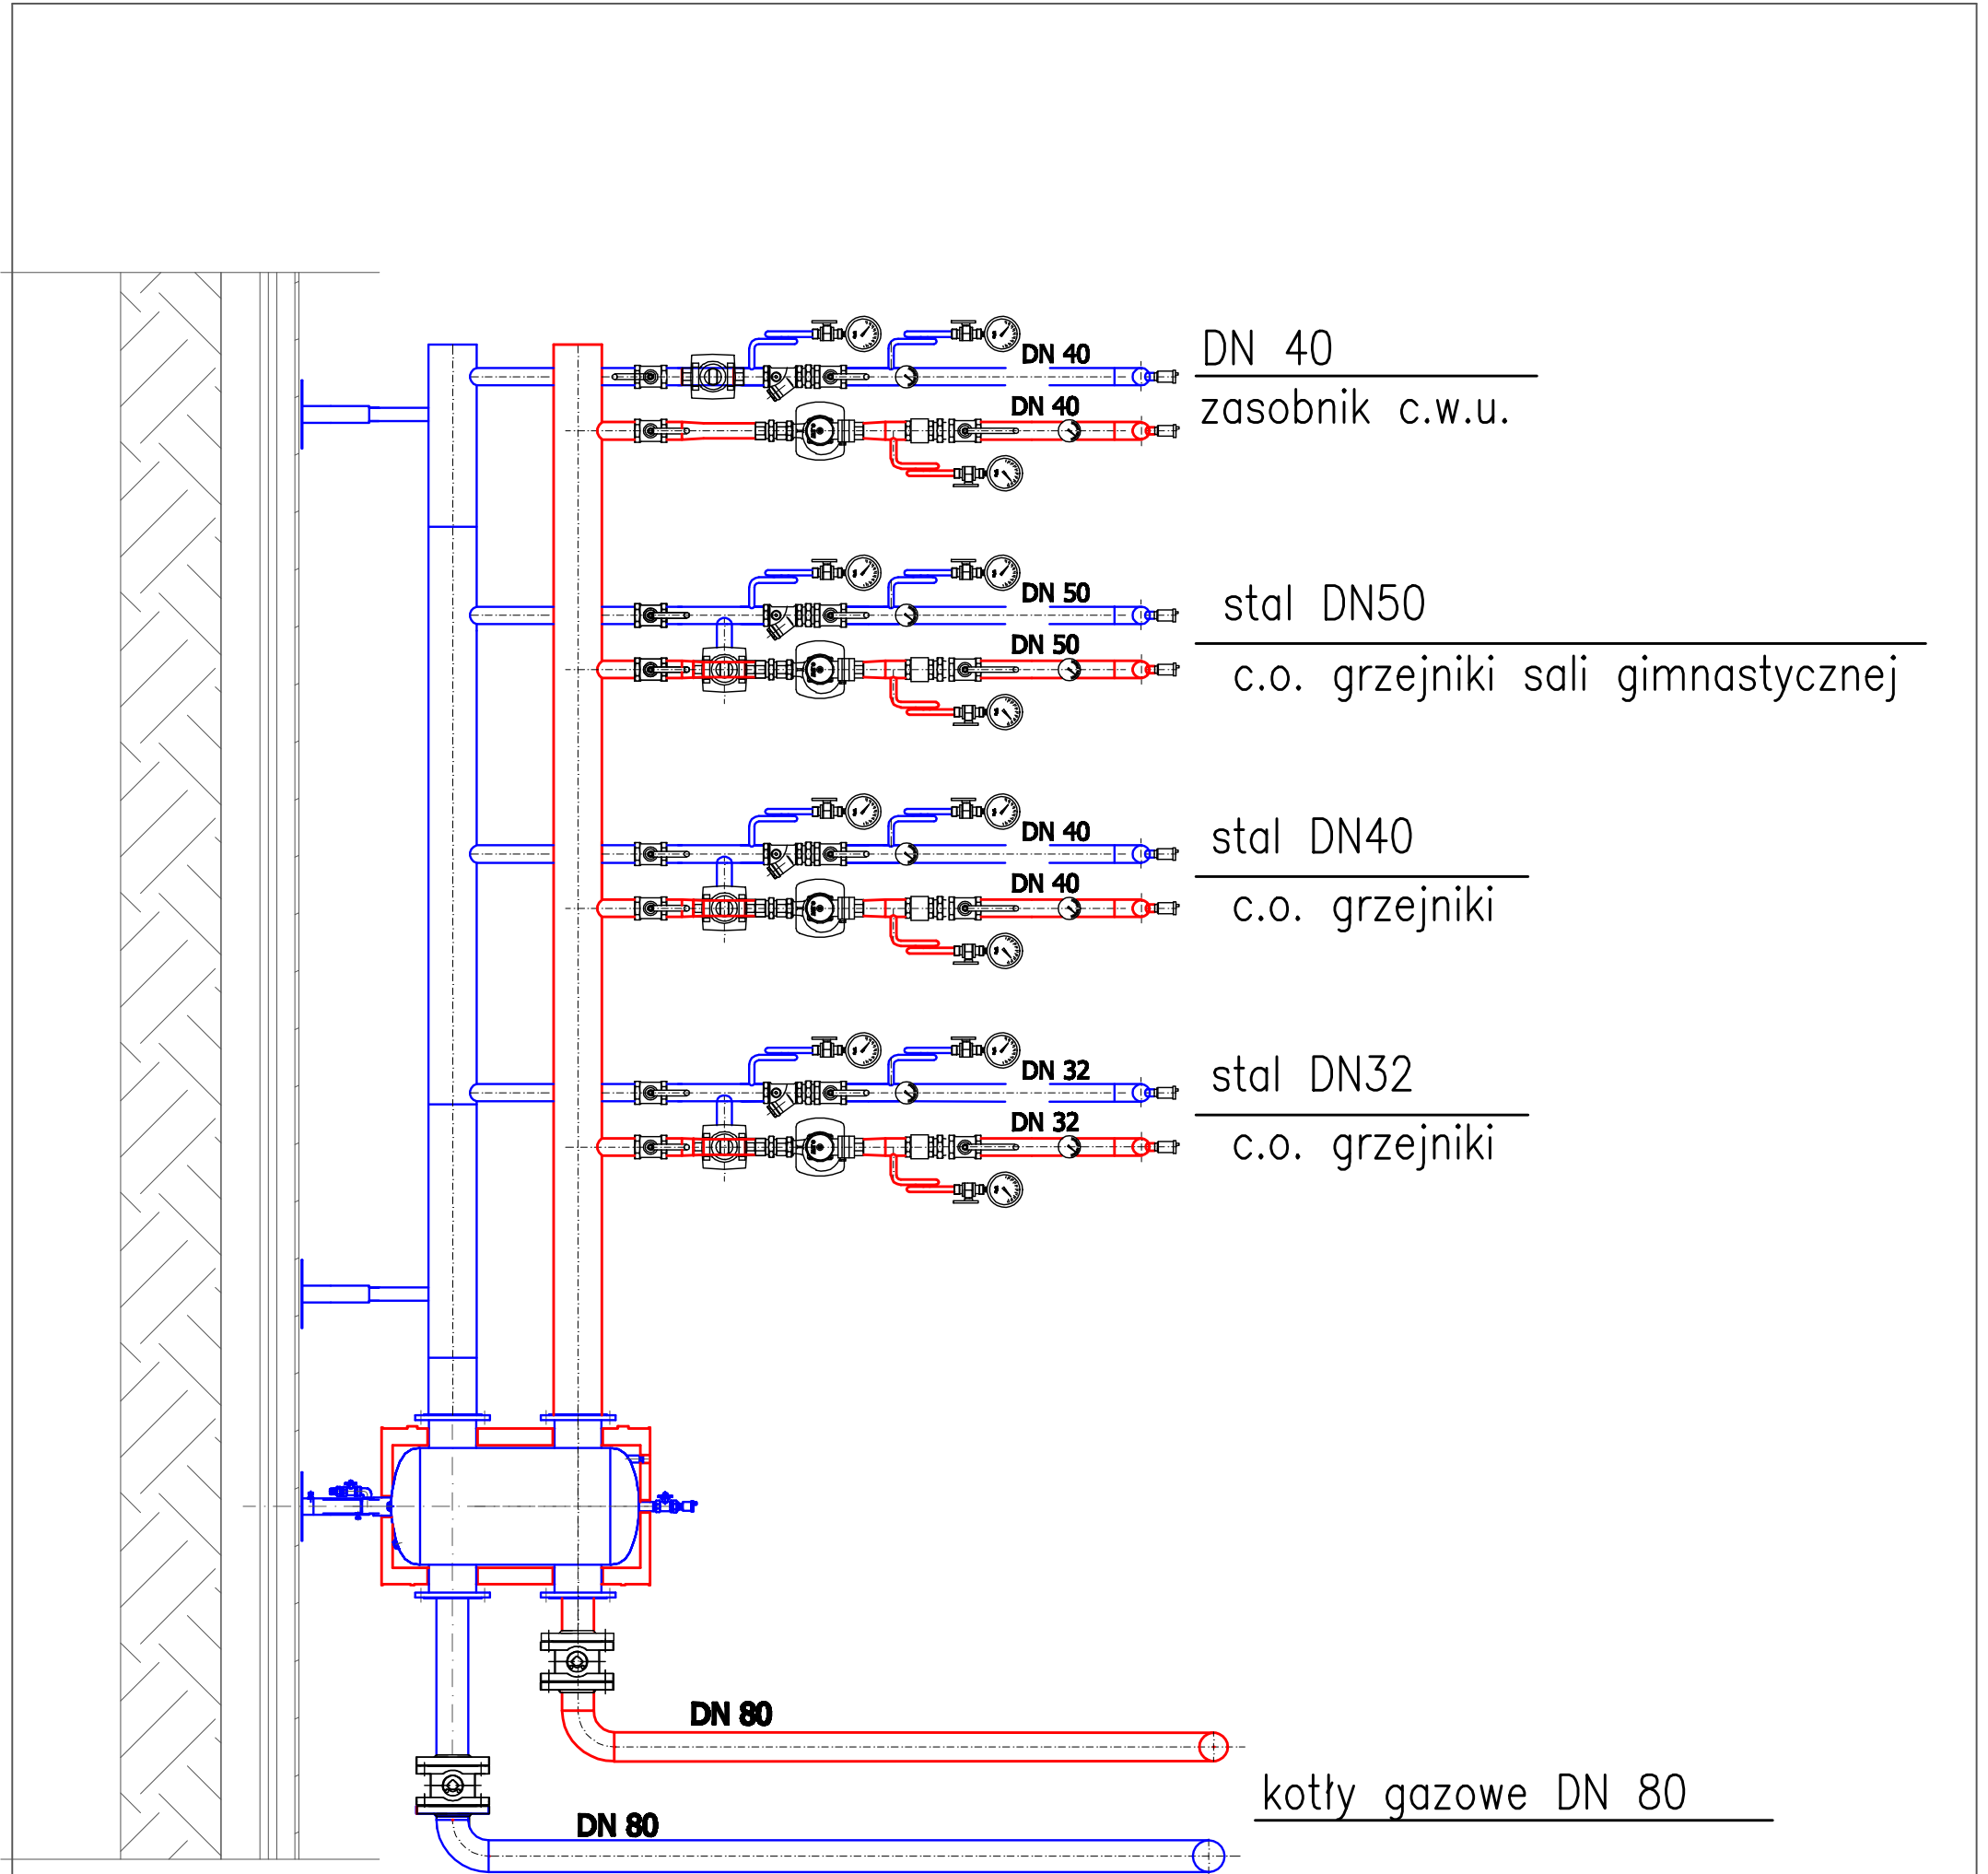 DN 40
DN 40
zasobnik c.w.u.
DN 40
DN 50
stal DN50
DN 50
c.o. grzejniki sali gimnastycznej
DN 40
stal DN40
DN 40
c.o. grzejniki
DN 32
stal DN32
DN 32
c.o. grzejniki
DN 80
kotły gazowe DN 80
DN 80